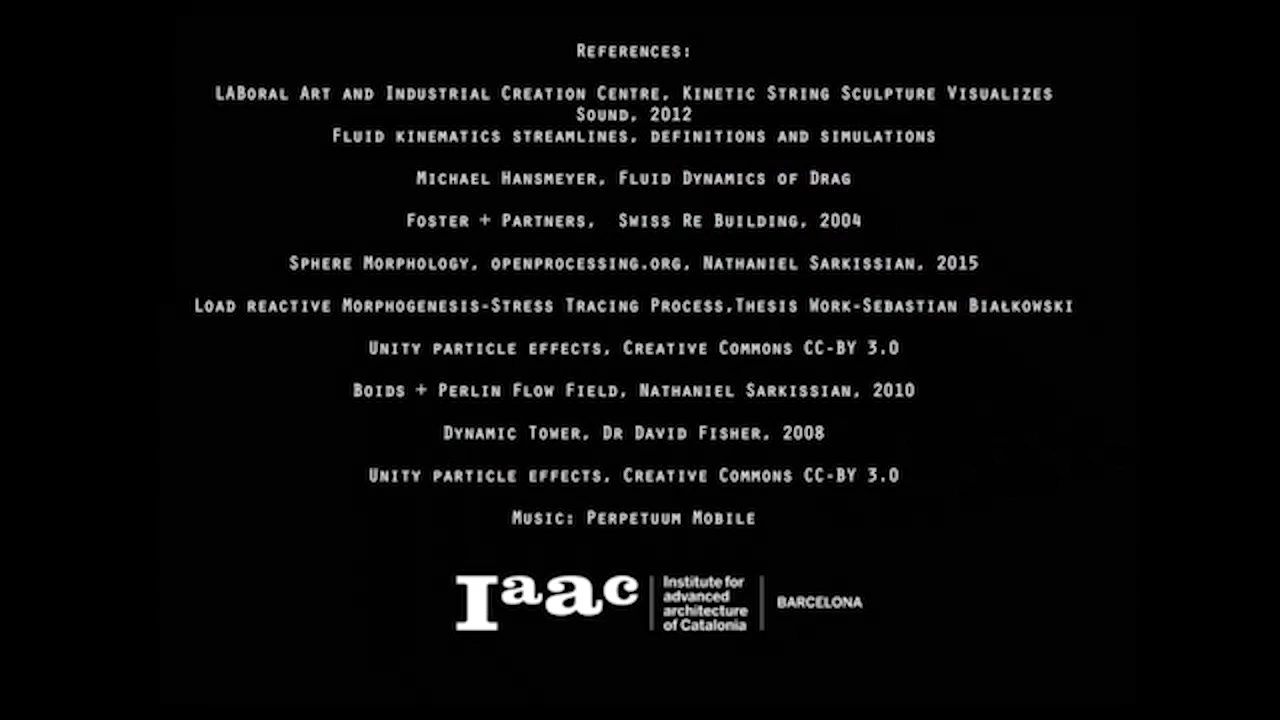 References:
LABoral Art and Industrial Creation Centre, Kinetic String Sculpture Visualizes
Sound, 2012
Fluid kinematics streamlines, definitions and simulations
Michael Hansmeyer, Fluid Dynamics of Drag
Foster + Partners,  Swiss Re Building, 2004
Sphere Morphology, openprocessing.org, Nathaniel Sarkissian, 2015
Load reactive Morphogenesis-Stress Tracing Process,Thesis Work-Sebastian Białkowski
Unity particle effects, Creative Commons CC-BY 3.0
Boids + Perlin Flow Field, Nathaniel Sarkissian, 2010
Dynamic Tower, Dr David Fisher, 2008
Unity particle effects, Creative Commons CC-BY 3.0
Music: Perpetuum Mobile
Iaac
Institute for
advanced
architecture
of Catalonia
BARCELONA